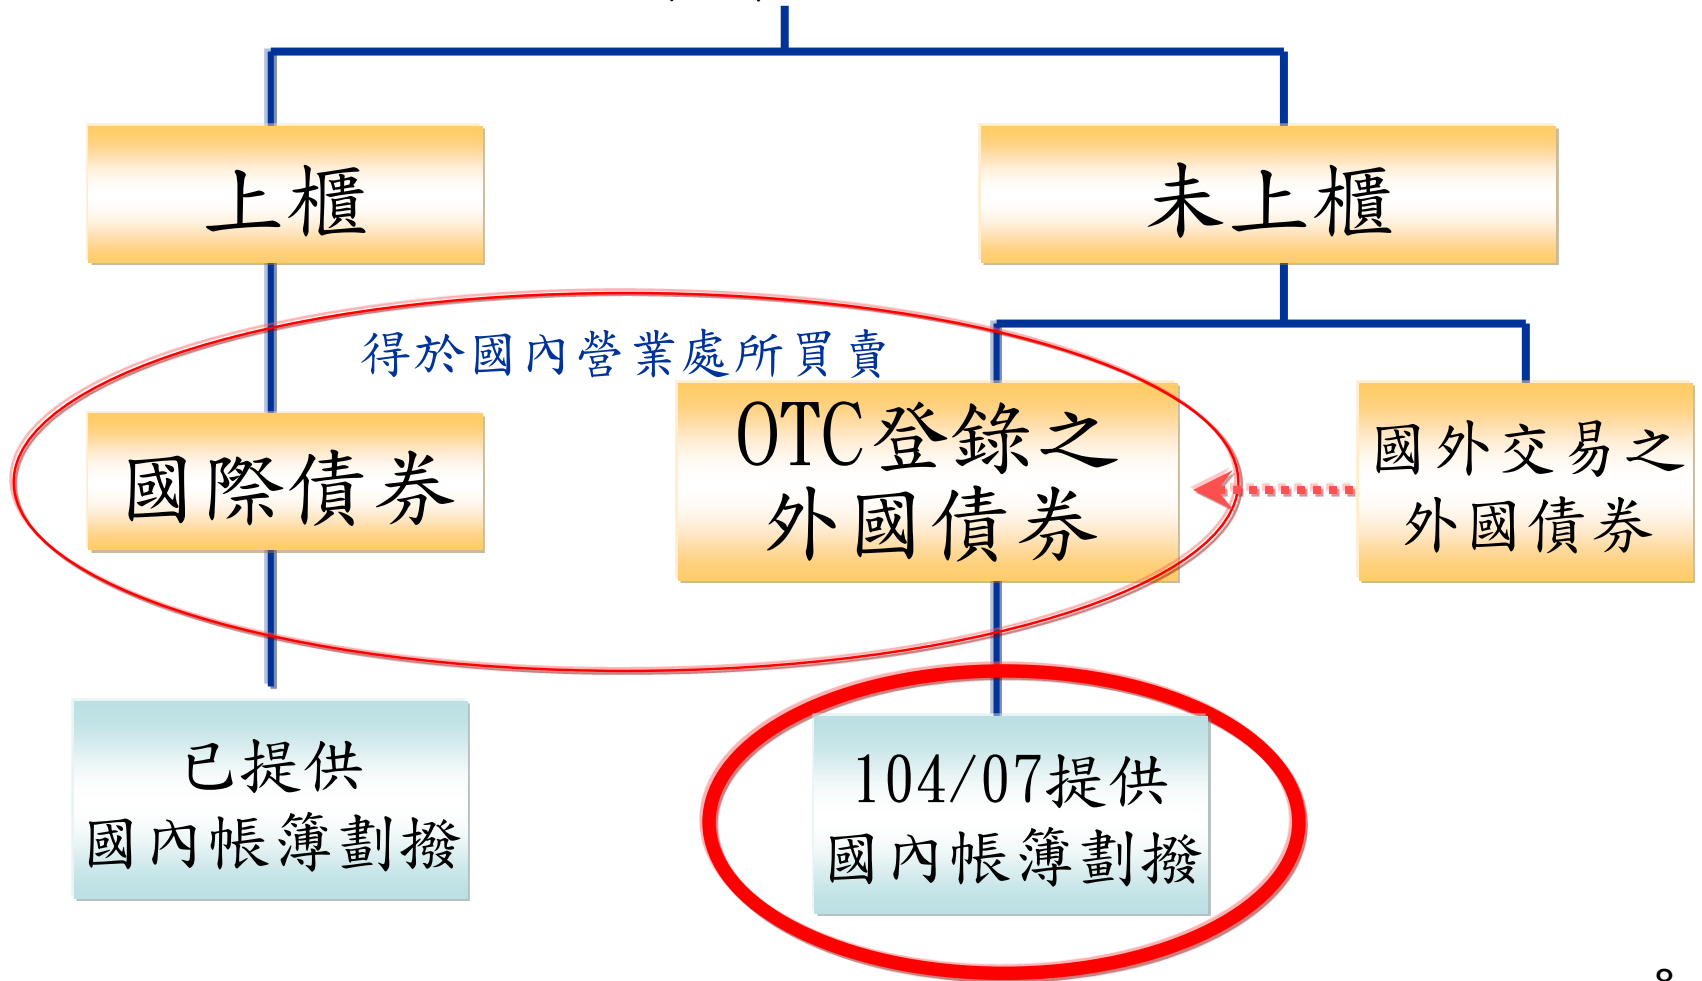 上櫃
未上櫃
得於國內營業處所買賣
國際債券
OTC登錄之
外國債券
國外交易之
外國債券
已提供
國內帳簿劃撥
104/07提供
國內帳簿劃撥
8